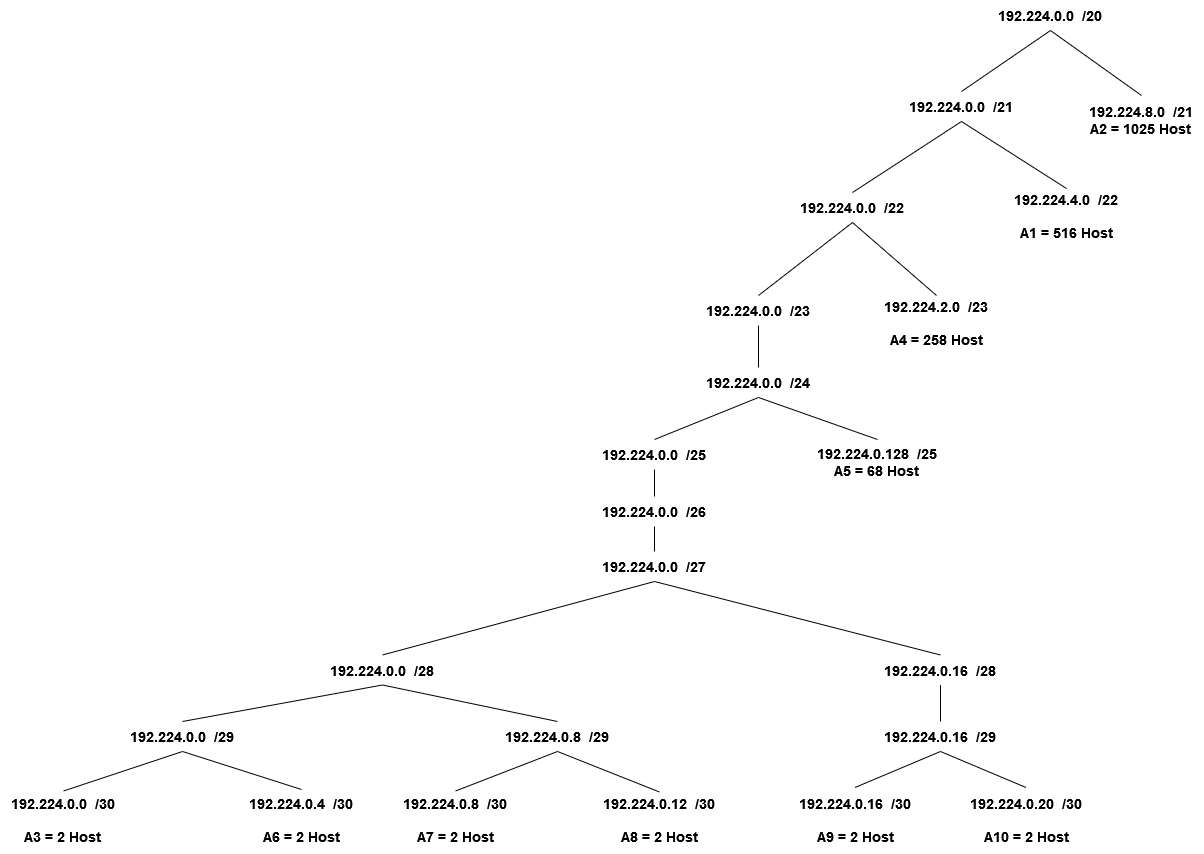 192.224.0.0 /20
192.224.0.0 /21
192.224.8.0 /21
A2 = 1025 Host
192.224.0.0 /22
192.224.4.0 /22
A1 = 516 Host
192.224.0.0 /23
192.224.2.0 /23
A4 = 258 Host
192.224.0.0 /24
192.224.0.0 /25
192.224.0.128 /25
A5 = 68 Host
192.224.0.0 /26
192.224.0.0 /27
192.224.0.0 /28
192.224.0.16 /28
192.224.0.0 /29
192.224.0.8 /29
192.224.0.16 /29
192.224.0.0 /30
192.224.0.4 /30
192.224.0.8 /30
192.224.0.12 /30
192.224.0.16 /30
192.224.0.20 /30
A3 = 2 Host
A6 = 2 Host
A7 = 2 Host
A8 = 2 Host
A9 = 2 Host
A10 = 2 Host